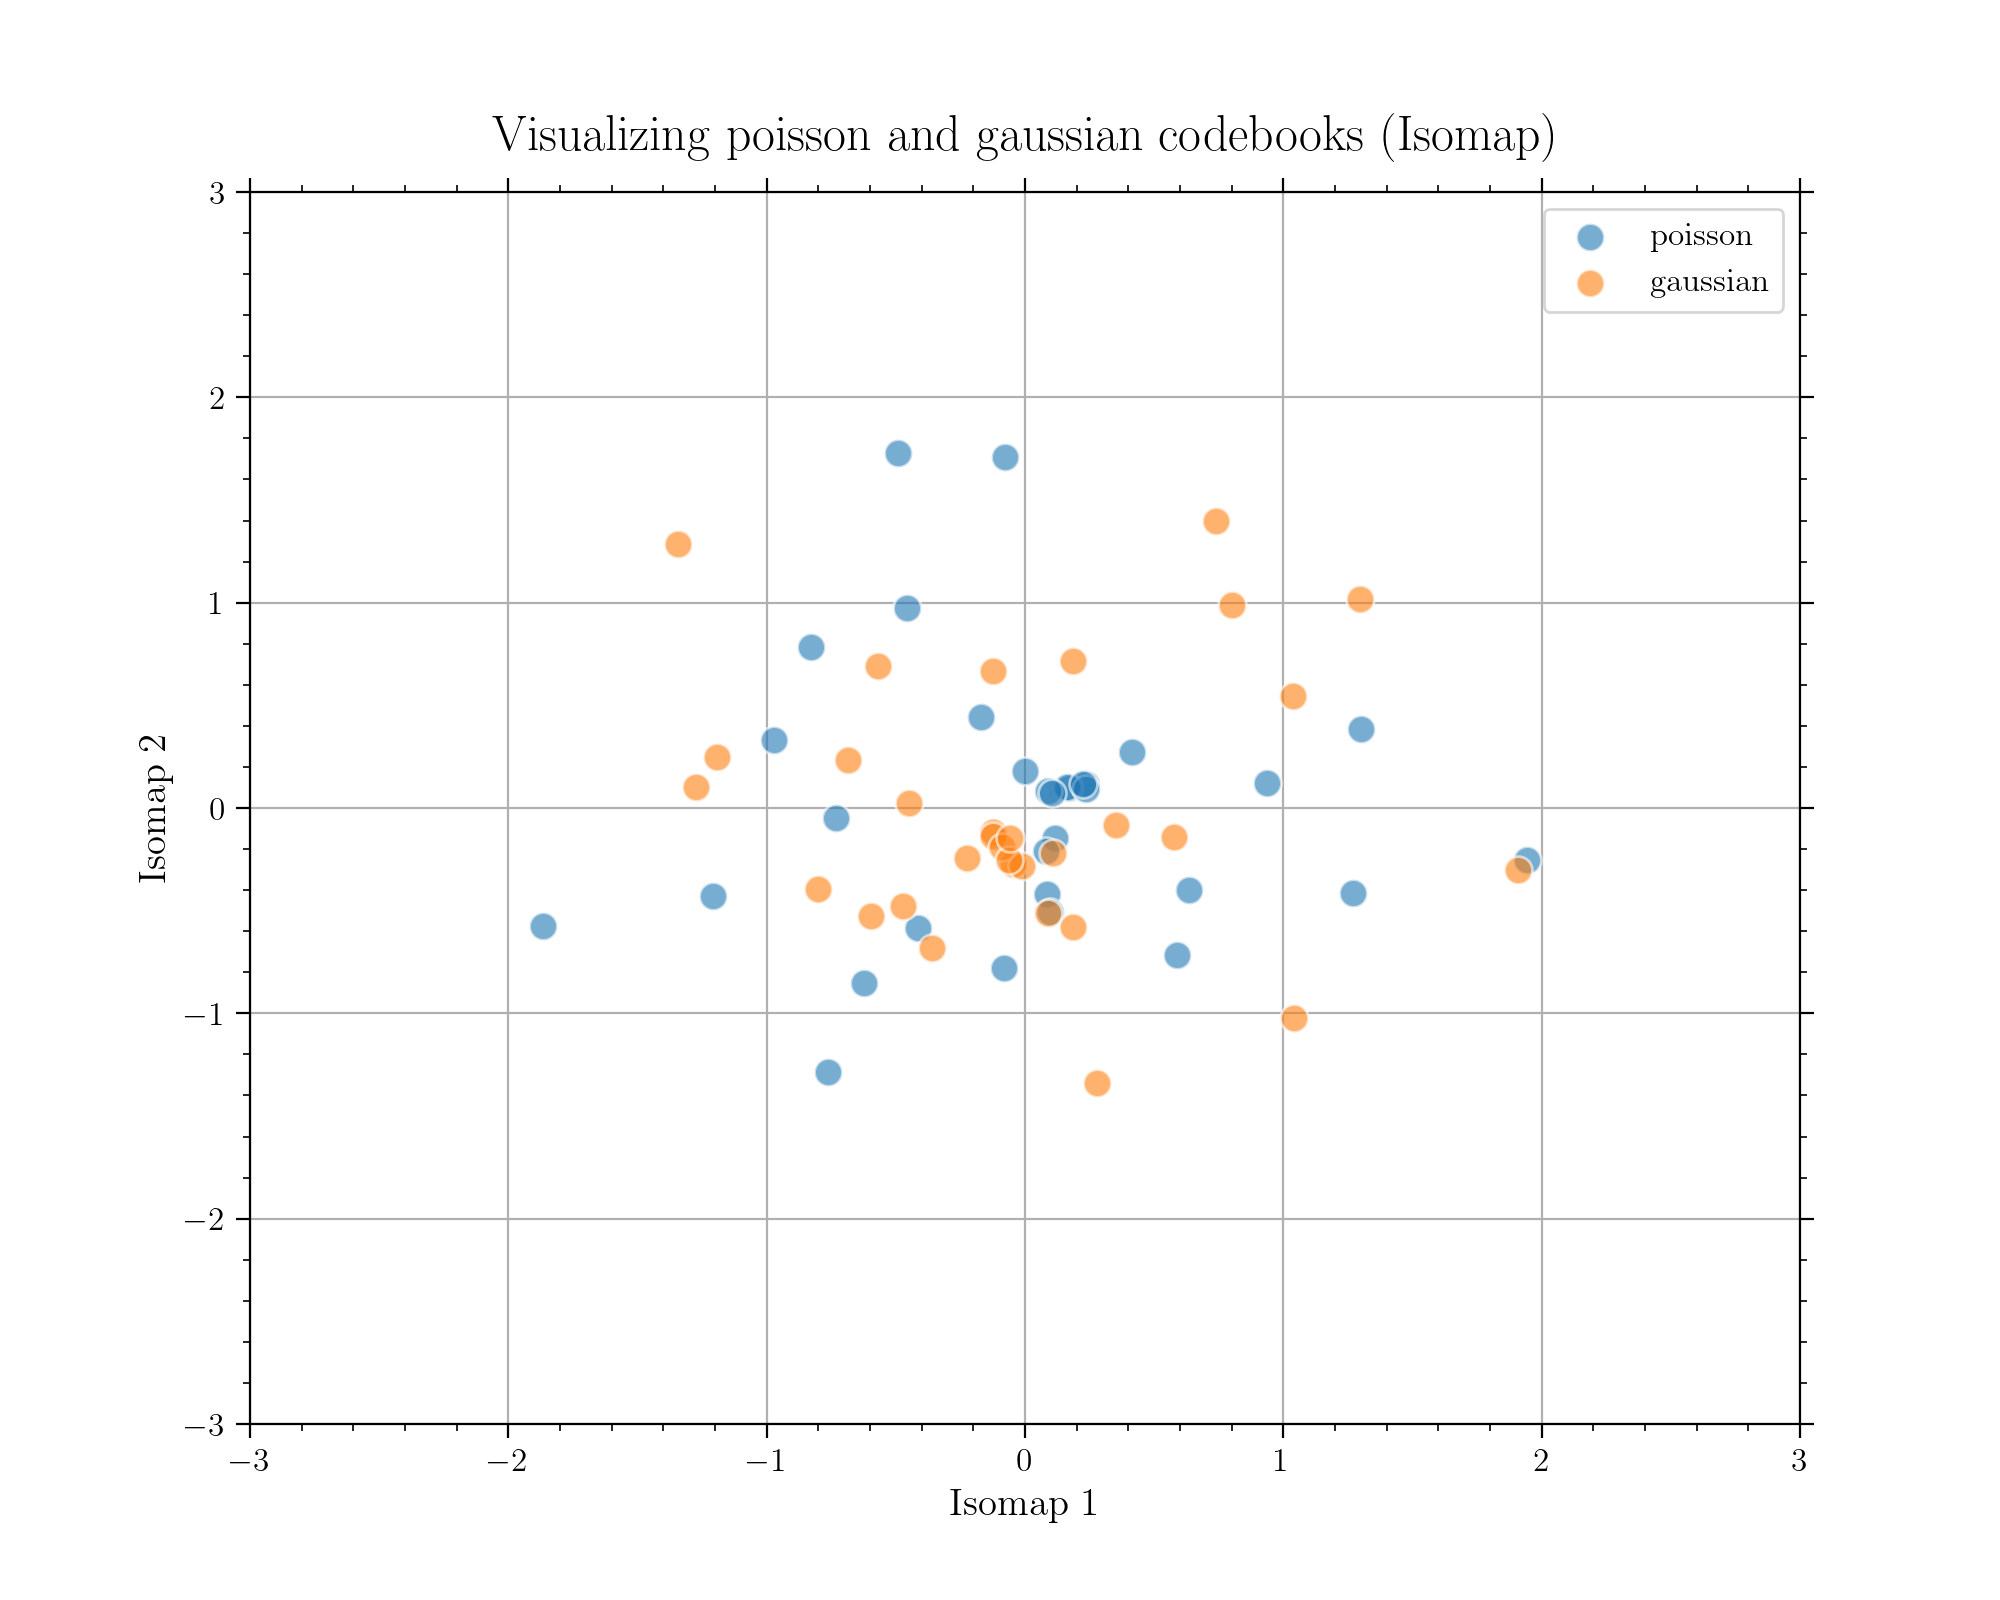 Visualizing poisson and gaussian codebooks (Isomap)
poisson
gaussian
3
2
1
0
−1
−2
−3
Isomap 2
−3
−2
−1
0
1
2
3
Isomap 1